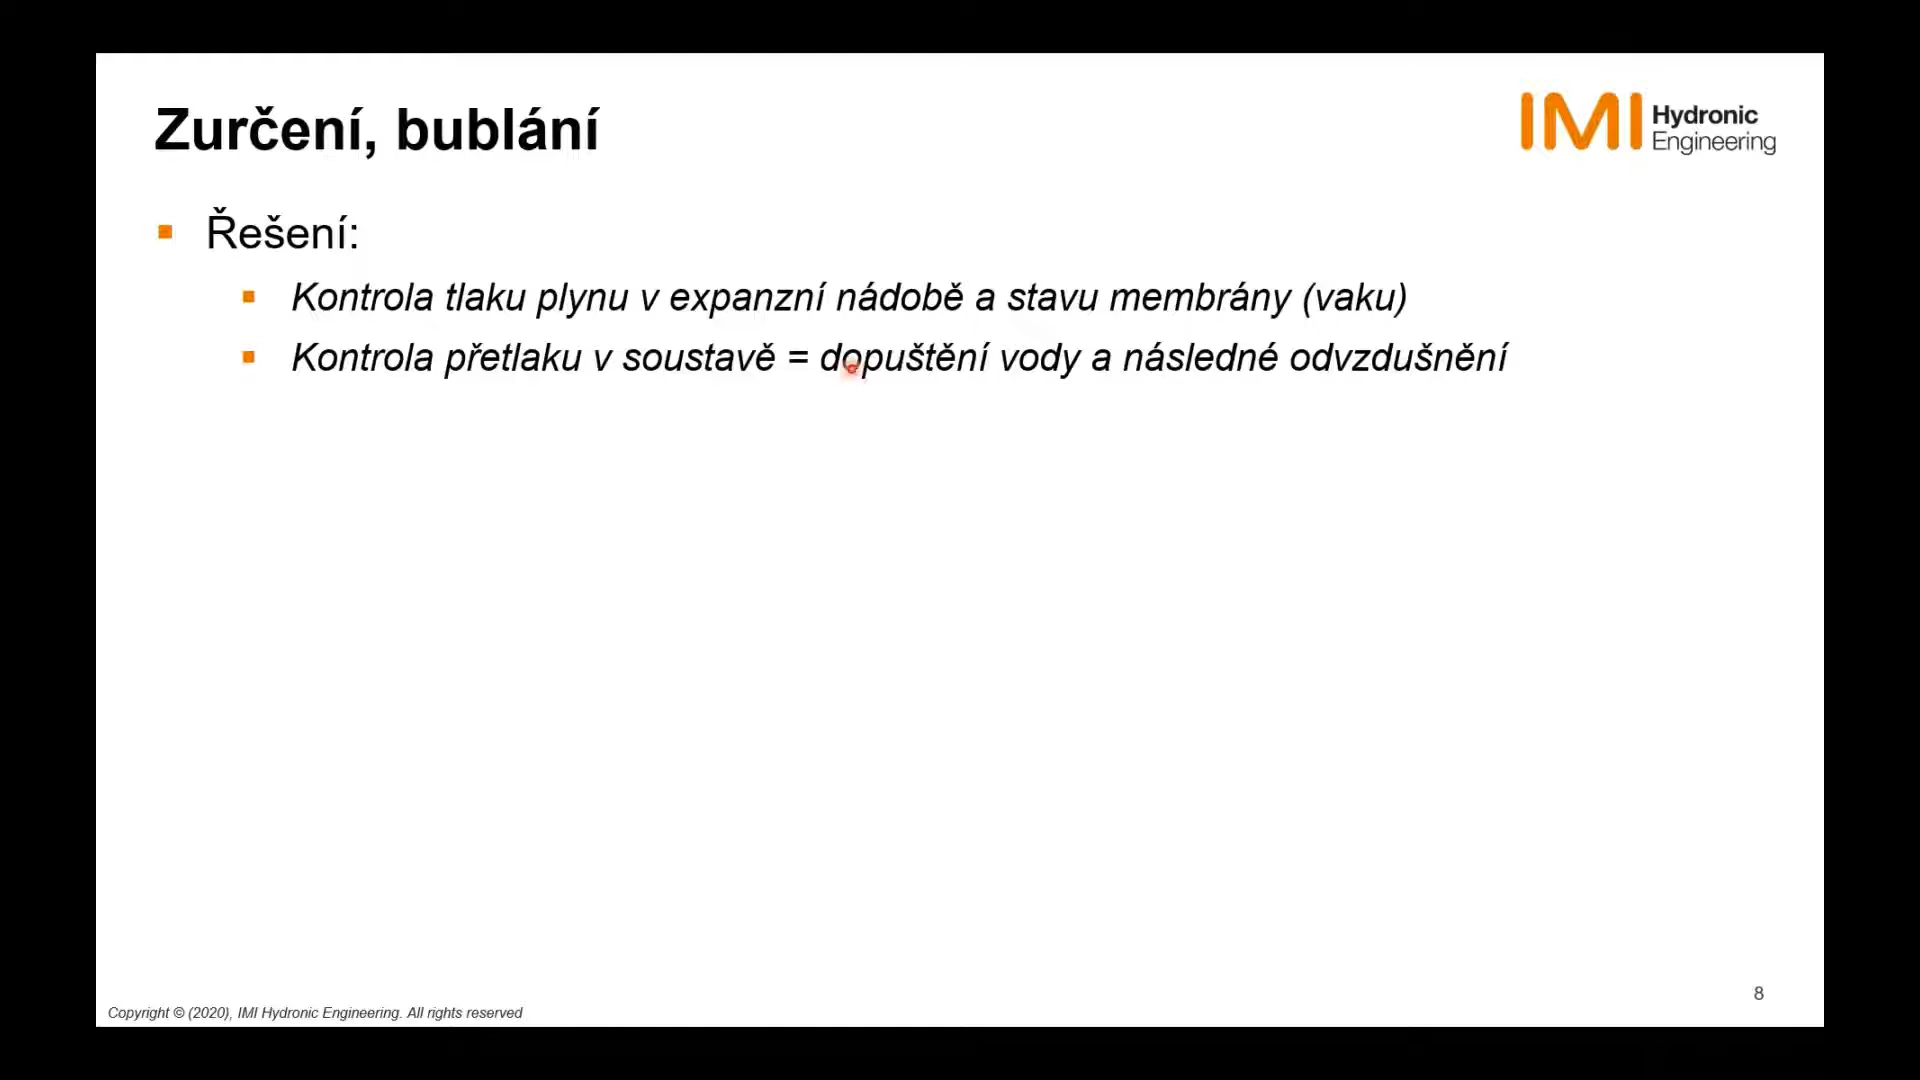 Zurčení, bublání
IMI Hydronic
Engineering
Řešení:
Kontrola tlaku plynu v expanzní nádobě a stavu membrány (vaku)
Kontrola přetlaku v soustavě = dopuštění vody a následné odvzdušnění
8
Copyright © (2020), IMI Hydronic Engineering. All rights reserved